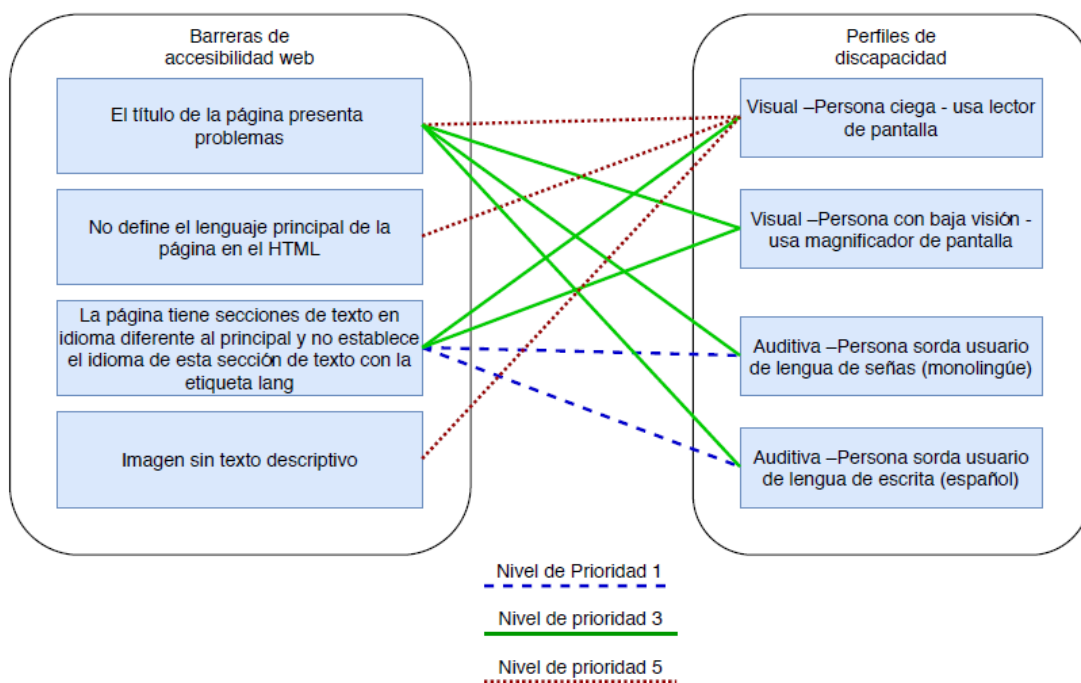 Barreras de
accesibilidad web
El título de la página presenta
problemas
No define el lenguaje principal de la
página en el HTML
La página tiene secciones de texto en
idioma diferente al principal y no establece
el idioma de esta sección de texto con la
etiqueta lang
Imagen sin texto descriptivo
Perfiles de
discapacidad
Visual –Persona ciega - usa lector
de pantalla
Visual –Persona con baja visión -
usa magnificador de pantalla
Auditiva –Persona sorda usuario
de lengua de señas (monolingúe)
Auditiva –Persona sorda usuario
de lengua de escrita (español)
Nivel de Prioridad 1
Nivel de prioridad 3
Nivel de prioridad 5